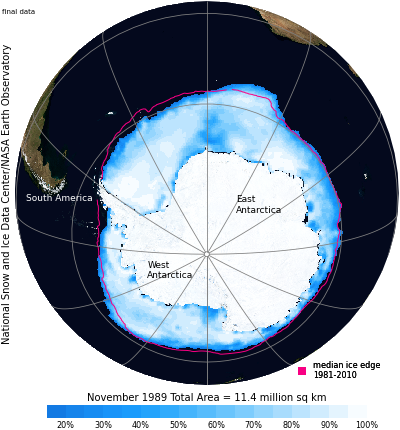 final data
National Snow and Ice Data Center/NASA Earth Observatory
South America
East
Antarctica
West
Antarctica
median ice edge
1981-2010
November 1989 Total Area = 11.4 million sq km
20% 30% 40% 50% 60% 70% 80% 90% 100%